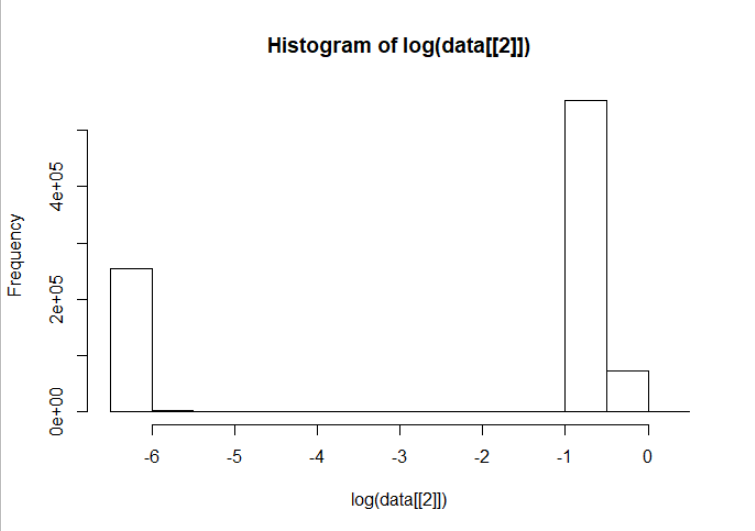 Histogram of log(data[[2]])
Frequency
0e+00 2e+05 4e+05
-6 -5 -4 -3 -2 -1 0
log(data[[2]])